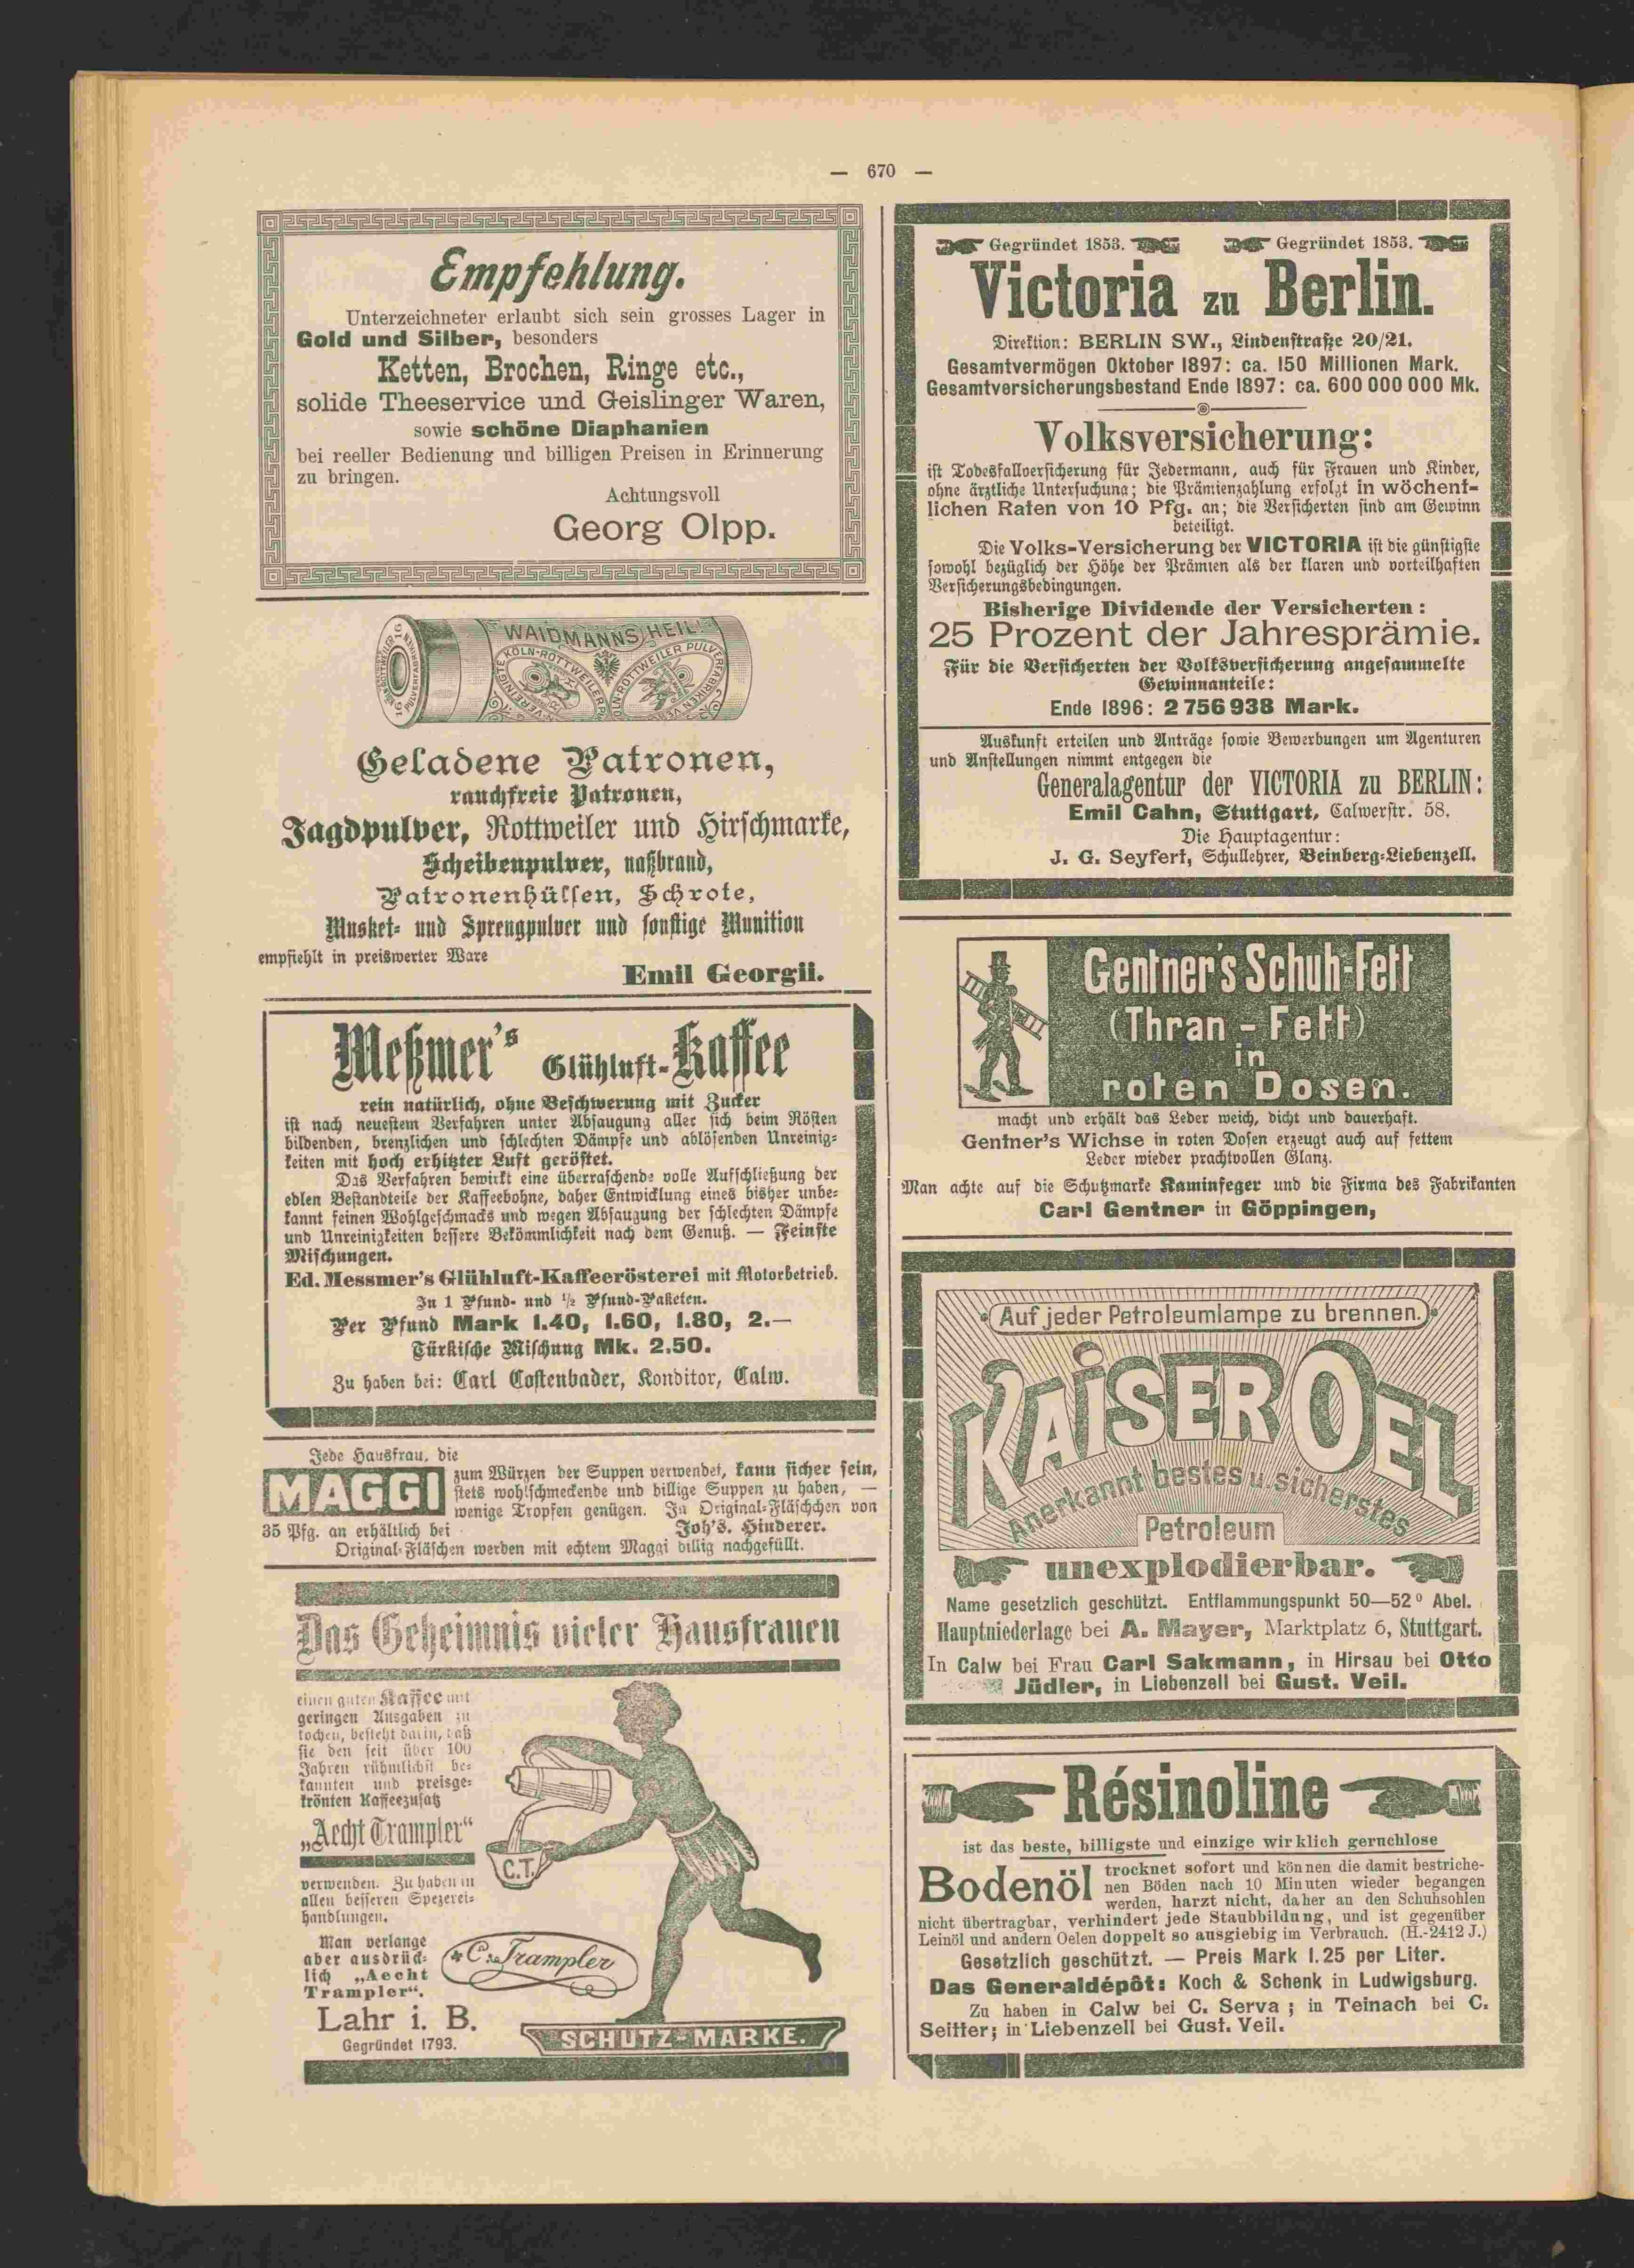 — 670 —
Empfehlung.
Unterzeichneter erlaubt sich sein grosses Lager in
Gold und Silber, besonders
Ketten, Brochen, Ringe etc.,
solide Theeservice und Geislinger Waren,
sowie schöne Diaphanien
bei reeller Bedienung und billigen Preisen in Erinnerung
zu bringen.
Achtungsvoll
Georg Olpp.
WAIDMANNS HEIL!
Geladene Patronen,
rauchfreie Patronen,
Jagdpulver, Rottweiler und Hirschmarke,
Scheibenpulver, naßbrand,
Patronenhülsen, Schrote,
Musket- und Sprengpulver und sonstige Munition
empfiehlt in preiswerter Ware
Emil Georgii.
Meßmer's Glühluft-Kaffee
rein natürlich, ohne Beschwerung mit Zucker
ist nach neuestem Verfahren unter Absaugung aller sich beim Rösten
bildenden, brenzlichen und schlechten Dämpfe und ablösenden Unreinig-
keiten mit hoch erhitzter Luft geröstet.
Das Verfahren bewirkt eine überraschende volle Aufschließung der
edlen Bestandteile der Kaffeebohne, daher Entwicklung eines bisher unbe-
kannt feinen Wohlgeschmacks und wegen Absaugung der schlechten Dämpfe
und Unreinigkeiten bessere Bekömmlichkeit nach dem Genuß. — Feinste
Mischungen.
Ed. Messmer's Glühluft-Kaffeerösterei mit Motorbetrieb.
In 1 Pfund- und 1/2 Pfund-Paketen.
Per Pfund Mark 1.40, 1.60, 1.80, 2.—
Türkische Mischung Mk. 2.50.
Zu haben bei: Carl Costenbader, Konditor, Calw.
Jede Hausfrau, die
MAGGI zum Würzen der Suppen verwendet, kann sicher sein,
stets wohlschmeckende und billige Suppen zu haben, —
wenige Tropfen genügen. In Original-Fläschchen von
35 Pfg. an erhältlich bei Joh's. Hinderer.
Original-Fläschen werden mit echtem Maggi billig nachgefüllt.
Das Geheimnis vieler Hausfrauen
einen guten Kaffee mit
geringen Ausgaben zu
kochen, besteht darin, daß
sie den seit über 100
Jahren rühmlichst be-
kannten und preisge-
krönten Kaffeezusatz
„Aecht Trampler“
verwenden. Zu haben in
allen besseren Spezerei-
handlungen.
Man verlange
aber ausdrück-
lich „Aecht
Trampler“.
Lahr i. B.
Gegründet 1793.
C.T.
C. Trampler
SCHUTZ-MARKE.
Gegründet 1853. Gegründet 1853.
Victoria zu Berlin.
Direktion: BERLIN SW., Lindenstraße 20/21.
Gesamtvermögen Oktober 1897: ca. 150 Millionen Mark.
Gesamtversicherungsbestand Ende 1897: ca. 600 000 000 Mk.
Volksversicherung:
ist Todesfallversicherung für Jedermann, auch für Frauen und Kinder,
ohne ärztliche Untersuchung; die Prämienzahlung erfolgt in wöchent-
lichen Raten von 10 Pfg. an; die Versicherten sind am Gewinn
beteiligt.
Die Volks-Versicherung der VICTORIA ist die günstigste
sowohl bezüglich der Höhe der Prämien als der klaren und vorteilhaften
Versicherungsbedingungen.
Bisherige Dividende der Versicherten:
25 Prozent der Jahresprämie.
Für die Versicherten der Volksversicherung angesammelte
Gewinnanteile:
Ende 1896: 2 756 938 Mark.
Auskunft erteilen und Anträge sowie Bewerbungen um Agenturen
und Anstellungen nimmt entgegen die
Generalagentur der VICTORIA zu BERLIN:
Emil Cahn, Stuttgart, Calwerstr. 58.
Die Hauptagentur:
J. G. Seyfert, Schullehrer, Beinberg-Liebenzell.
Gentner's Schuh-Fett
(Thran - Fett)
in
roten Dosen.
macht und erhält das Leder weich, dicht und dauerhaft.
Gentner's Wichse in roten Dosen erzeugt auch auf fettem
Leder wieder prachtvollen Glanz.
Man achte auf die Schutzmarke Kaminfeger und die Firma des Fabrikanten
Carl Gentner in Göppingen,
Auf jeder Petroleumlampe zu brennen.
KAISER OEL
Anerkannt bestes u. sicherstes
Petroleum
unexplodierbar.
Name gesetzlich geschützt. Entflammungspunkt 50—52° Abel.
Hauptniederlage bei A. Mayer, Marktplatz 6, Stuttgart.
In Calw bei Frau Carl Sakmann, in Hirsau bei Otto
Jüdler, in Liebenzell bei Gust. Veil.
Résinoline
ist das beste, billigste und einzige wirklich geruchlose
Bodenöl trocknet sofort und können die damit bestriche-
nen Böden nach 10 Minuten wieder begangen
werden, harzt nicht, daher an den Schuhsohlen
nicht übertragbar, verhindert jede Staubbildung, und ist gegenüber
Leinöl und andern Oelen doppelt so ausgiebig im Verbrauch. (H.-2412 J.)
Gesetzlich geschützt. — Preis Mark 1.25 per Liter.
Das Generaldépôt: Koch & Schenk in Ludwigsburg.
Zu haben in Calw bei C. Serva; in Teinach bei C.
Seitter; in Liebenzell bei Gust. Veil.